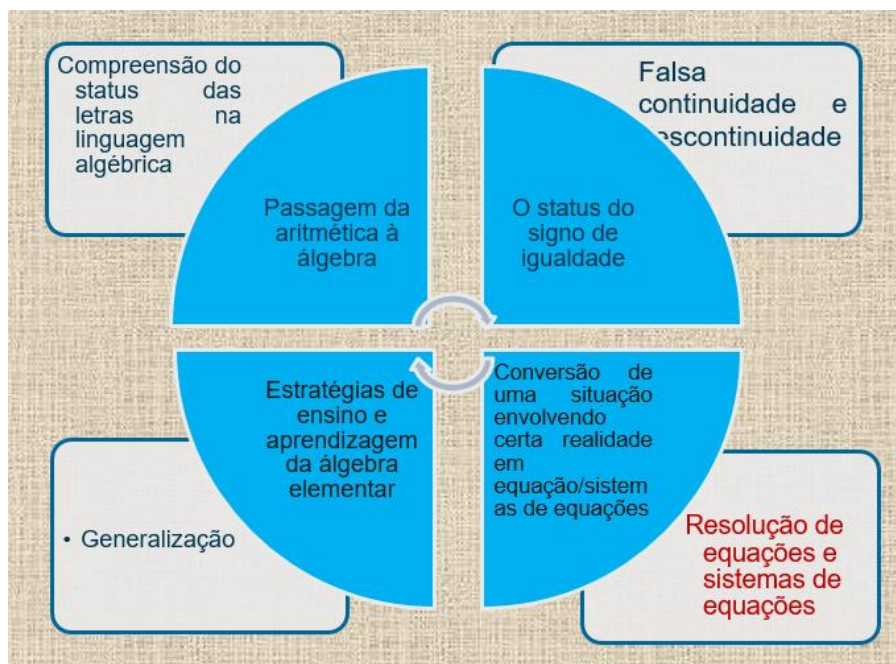 Compreensão do
status das
letras na
linguagem
algébrica
Passagem da
aritmética à
álgebra
Falsa
continuidade e
escontinuidade
O status do
signo de
igualdade
Estratégias de
ensino e
aprendizagem
da álgebra
elementar
• Generalização
Conversão de
uma situação
envolvendo
certa realidade
em
equação/sistem
as de equações
Resolução de
equações e
sistemas de
equações